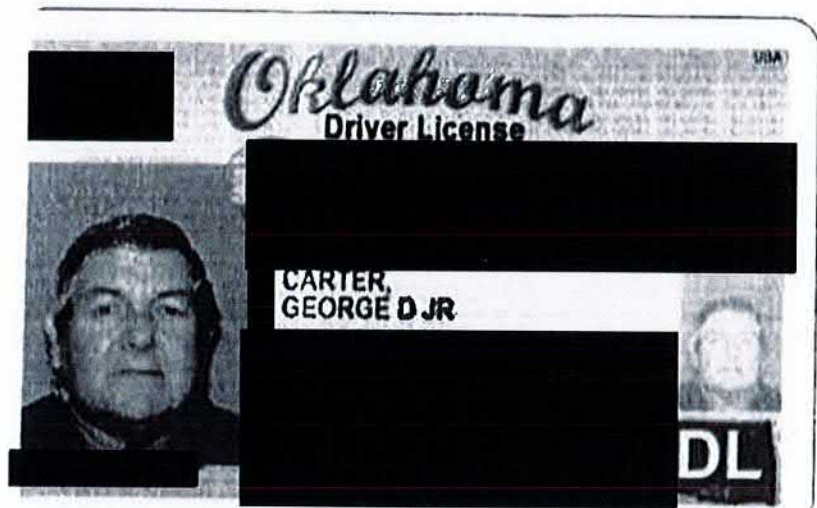 Oklahoma
USA
Driver License
CARTER,
GEORGE D JR
DL